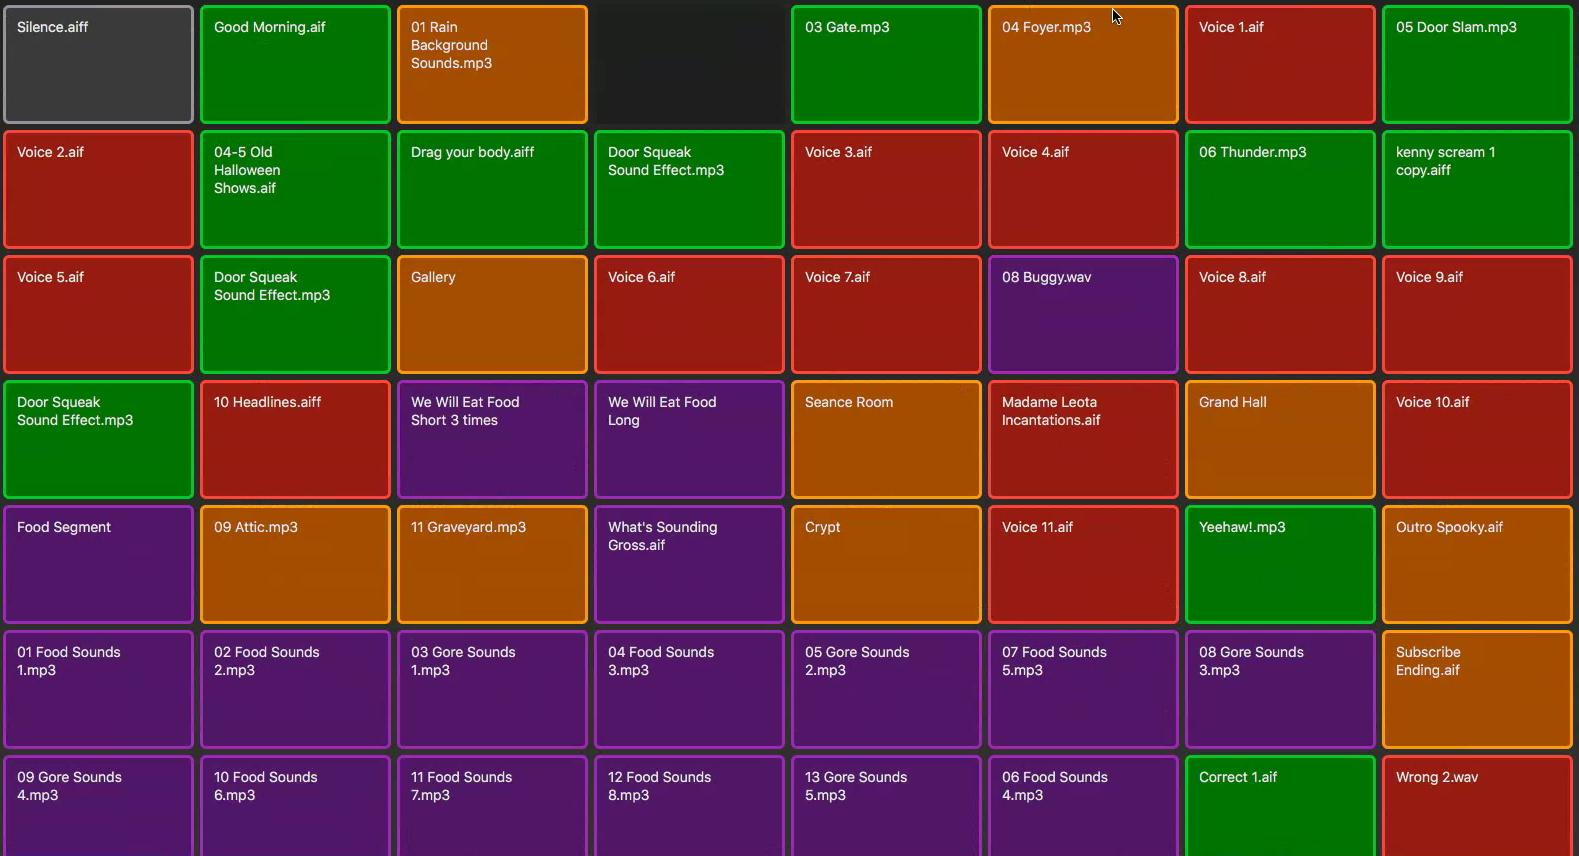 Silence.aiff
Good Morning.aif
01 Rain
Background
Sounds.mp3
03 Gate.mp3
04 Foyer.mp3
Voice 1.aif
05 Door Slam.mp3
Voice 2.aif
04-5 Old
Halloween
Shows.aif
Drag your body.aiff
Door Squeak
Sound Effect.mp3
Voice 3.aif
Voice 4.aif
06 Thunder.mp3
kenny scream 1
copy.aiff
Voice 5.aif
Door Squeak
Sound Effect.mp3
Gallery
Voice 6.aif
Voice 7.aif
08 Buggy.wav
Voice 8.aif
Voice 9.aif
Door Squeak
Sound Effect.mp3
10 Headlines.aiff
We Will Eat Food
Short 3 times
We Will Eat Food
Long
Seance Room
Madame Leota
Incantations.aif
Grand Hall
Voice 10.aif
Food Segment
09 Attic.mp3
11 Graveyard.mp3
What's Sounding
Gross.aif
Crypt
Voice 11.aif
Yeehaw!.mp3
Outro Spooky.aif
01 Food Sounds
1.mp3
02 Food Sounds
2.mp3
03 Gore Sounds
1.mp3
04 Food Sounds
3.mp3
05 Gore Sounds
2.mp3
07 Food Sounds
5.mp3
08 Gore Sounds
3.mp3
Subscribe
Ending.aif
09 Gore Sounds
4.mp3
10 Food Sounds
6.mp3
11 Food Sounds
7.mp3
12 Food Sounds
8.mp3
13 Gore Sounds
5.mp3
06 Food Sounds
4.mp3
Correct 1.aif
Wrong 2.wav